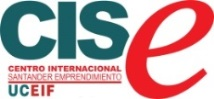 CISe
CENTRO INTERNACIONAL
SANTANDER EMPRENDIMIENTO
UCEIF